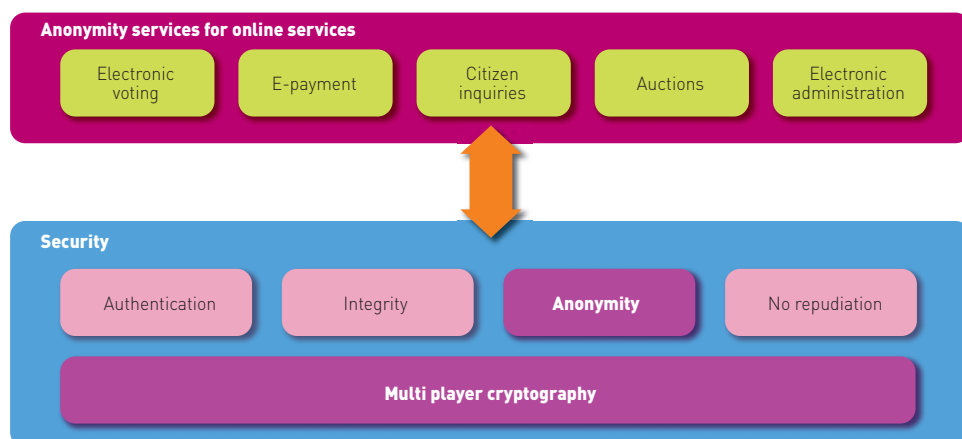 Anonymity services for online services
Electronic
voting
E-payment
Citizen
inquiries
Auctions
Electronic
administration
Security
Authentication
Integrity
Anonymity
No repudiation
Multi player cryptography